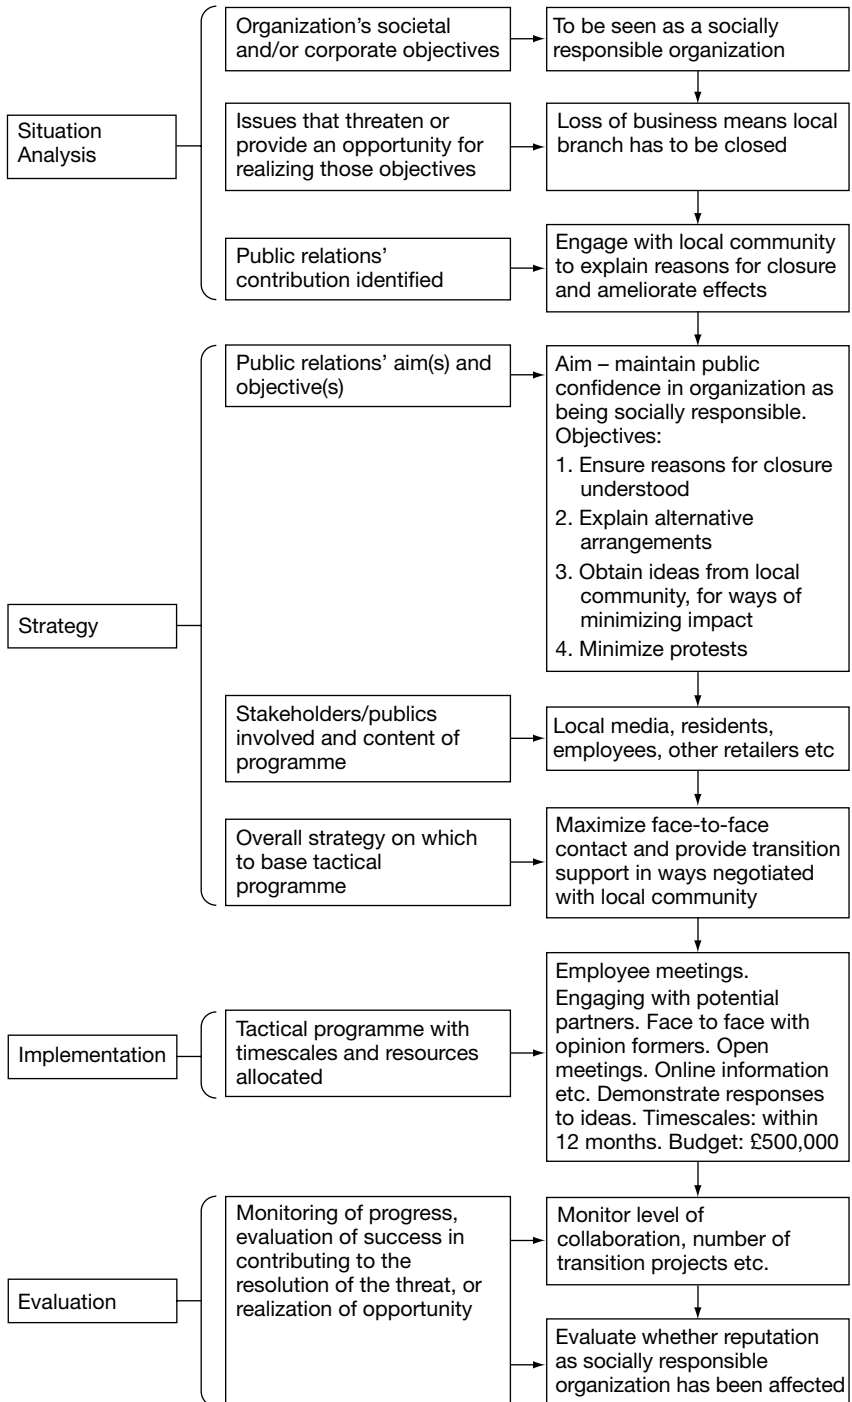 Organization's societal
and/or corporate objectives
To be seen as a socially
responsible organization
Situation
Analysis
Issues that threaten or
provide an opportunity for
realizing those objectives
Loss of business means local
branch has to be closed
Public relations'
contribution identified
Engage with local community
to explain reasons for closure
and ameliorate effects
Strategy
Public relations' aim(s) and
objective(s)
Aim – maintain public
confidence in organization as
being socially responsible.
Objectives:
1. Ensure reasons for closure
understood
2. Explain alternative
arrangements
3. Obtain ideas from local
community, for ways of
minimizing impact
4. Minimize protests
Stakeholders/publics
involved and content of
programme
Local media, residents,
employees, other retailers etc
Overall strategy on which
to base tactical
programme
Maximize face-to-face
contact and provide transition
support in ways negotiated
with local community
Implementation
Tactical programme with
timescales and resources
allocated
Employee meetings.
Engaging with potential
partners. Face to face with
opinion formers. Open
meetings. Online information
etc. Demonstrate responses
to ideas. Timescales: within
12 months. Budget: £500,000
Evaluation
Monitoring of progress,
evaluation of success in
contributing to the
resolution of the threat, or
realization of opportunity
Monitor level of
collaboration, number of
transition projects etc.
Evaluate whether reputation
as socially responsible
organization has been affected